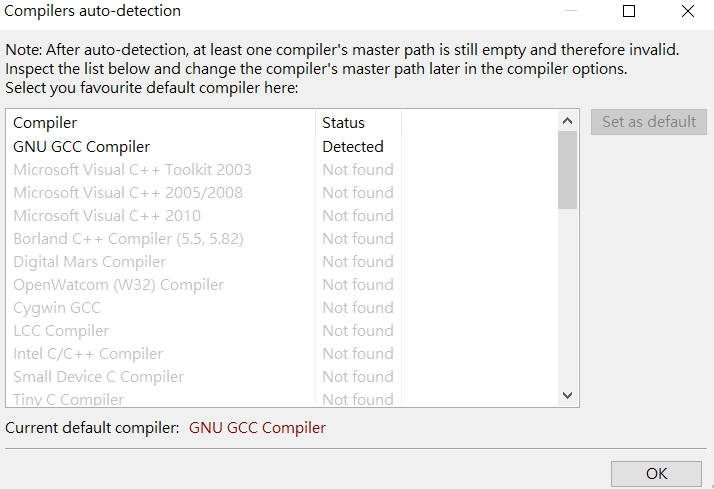 Compilers auto-detection
Note: After auto-detection, at least one compiler's master path is still empty and therefore invalid.
Inspect the list below and change the compiler's master path later in the compiler options.
Select you favourite default compiler here:
Compiler Status
GNU GCC Compiler Detected
Microsoft Visual C++ Toolkit 2003 Not found
Microsoft Visual C++ 2005/2008 Not found
Microsoft Visual C++ 2010 Not found
Borland C++ Compiler (5.5, 5.82) Not found
Digital Mars Compiler Not found
OpenWatcom (W32) Compiler Not found
Cygwin GCC Not found
LCC Compiler Not found
Intel C/C++ Compiler Not found
Small Device C Compiler Not found
Tiny C Compiler Not found
Set as default
Current default compiler: GNU GCC Compiler
OK